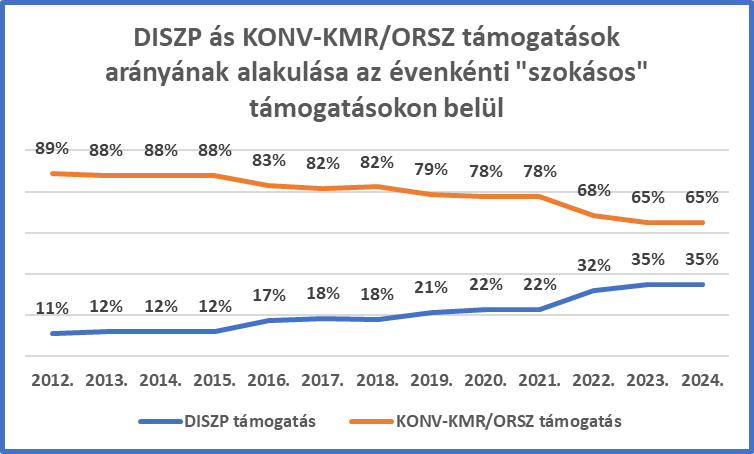 DISZP ás KONV-KMR/ORSZ támogatások
arányának alakulása az évenkénti "szokásos"
támogatásokon belül
89% 88% 88% 88% 83% 82% 82% 79% 78% 78% 68% 65% 65%
11% 12% 12% 12% 17% 18% 18% 21% 22% 22% 32% 35% 35%
2012. 2013. 2014. 2015. 2016. 2017. 2018. 2019. 2020. 2021. 2022. 2023. 2024.
DISZP támogatás KONV-KMR/ORSZ támogatás